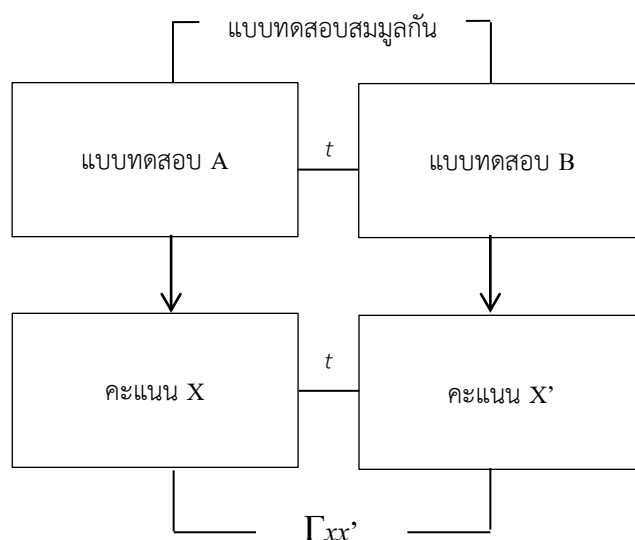 แบบทดสอบสมมูลกัน
แบบทดสอบ A
t
แบบทดสอบ B
คะแนน X
t
คะแนน X’
Γxx’